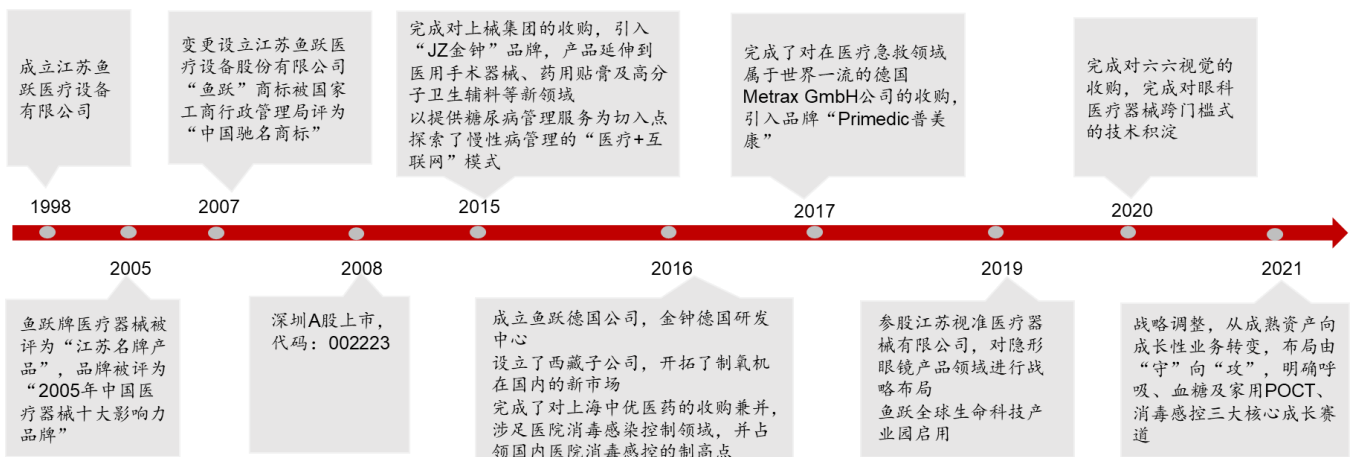 成立江苏鱼
跃医疗设备
有限公司
变更设立江苏鱼跃医
疗设备股份有限公司
“鱼跃”商标被国家
工商行政管理局评为
“中国驰名商标”
完成对上械集团的收购，引入
“JZ金钟”品牌，产品延伸到
医用手术器械、药用贴膏及高分
子卫生辅料等新领域
以提供糖尿病管理服务为切入点
探索了慢性病管理的“医疗+互
联网”模式
完成了对在医疗急救领域
属于世界一流的德国
Metrax GmbH公司的收购，
引入品牌“Primedic普美
康”
完成对六六视觉的
收购，完成对眼科
医疗器械跨门槛式
的技术积淀
1998
2007
2015
2017
2020
2005
2008
2016
2019
2021
鱼跃牌医疗器械被
评为“江苏名牌产
品”，品牌被评为
“2005年中国医
疗器械十大影响力
品牌”
深圳A股上市，
代码：002223
成立鱼跃德国公司，金钟德国研发
中心
设立了西藏子公司，开拓了制氧机
在国内的新市场
完成了对上海中优医药的收购兼并，
涉足医院消毒感染控制领域，并占
领国内医院消毒感控的制高点
参股江苏视准医疗器
械有限公司，对隐形
眼镜产品领域进行战
略布局
鱼跃全球生命科技产
业园启用
战略调整，从成熟资产向
成长性业务转变，布局由
“守”向“攻”，明确呼
吸、血糖及家用POCT、
消毒感控三大核心成长赛
道